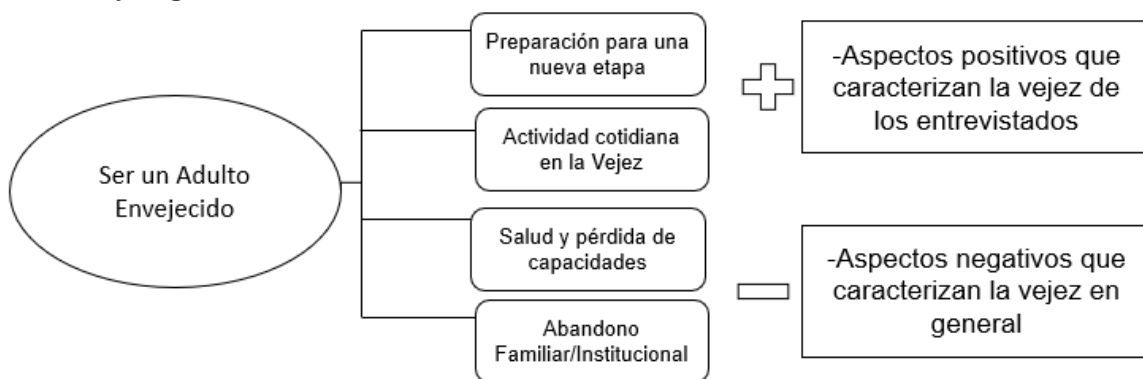 Ser un Adulto
Envejecido
Preparación para una
nueva etapa
Actividad cotidiana
en la Vejez
Salud y pérdida de
capacidades
Abandono
Familiar/Institucional
-Aspectos positivos que
caracterizan la vejez de
los entrevistados
-Aspectos negativos que
caracterizan la vejez en
general